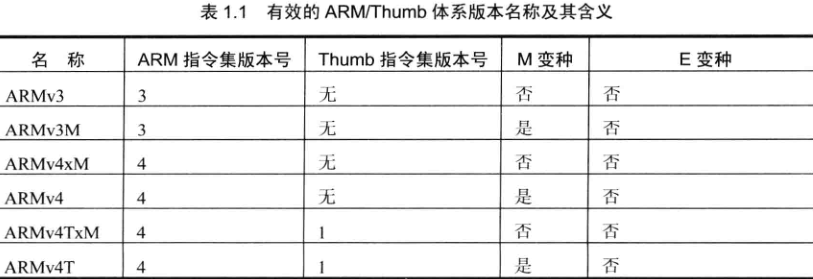 表 1.1 有效的 ARM/Thumb 体系版本名称及其含义
名 称 ARM 指令集版本号 Thumb 指令集版本号 M 变种 E 变种
ARMv3 3 无 否 否
ARMv3M 3 无 是 否
ARMv4xM 4 无 否 否
ARMv4 4 无 是 否
ARMv4TxM 4 1 否 否
ARMv4T 4 1 是 否